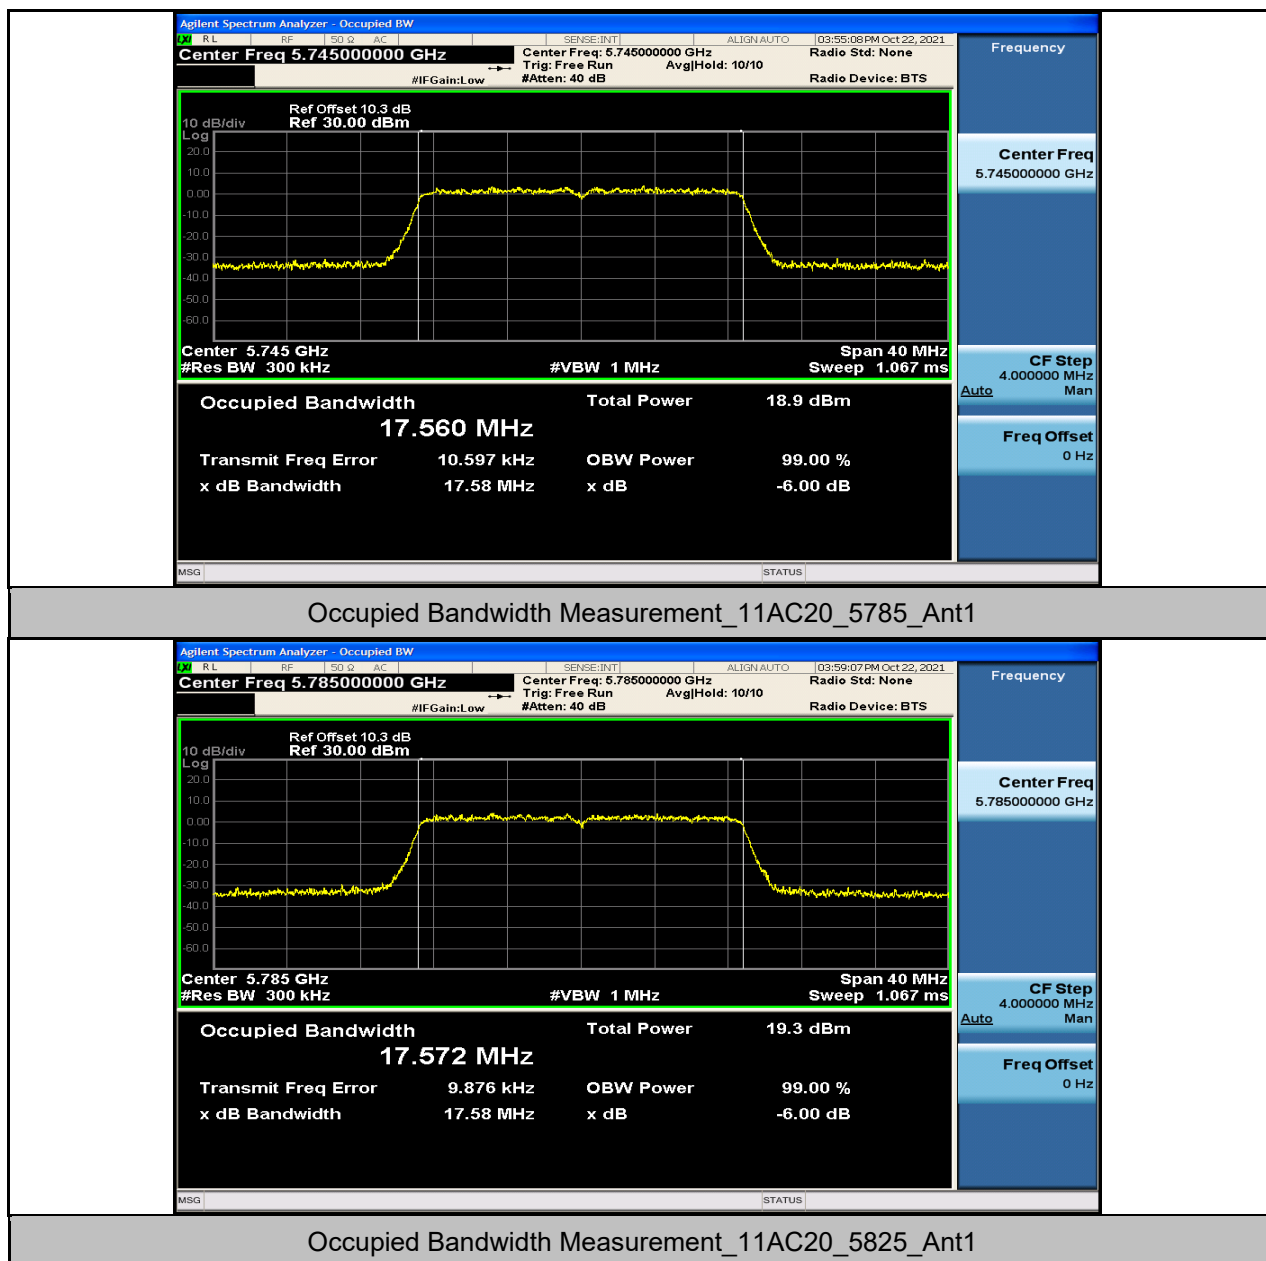 Agilent Spectrum Analyzer - Occupied BW
LXI RL RF 50 Ω AC SENSE:INT ALIGN AUTO 03:55:08 PM Oct 22, 2021
Center Freq 5.745000000 GHz
Center Freq: 5.745000000 GHz
Radio Std: None
Trig: Free Run Avg|Hold: 10/10
#IFGain:Low #Atten: 40 dB Radio Device: BTS
Frequency
Ref Offset 10.3 dB
10 dB/div Ref 30.00 dBm
Log
20.0
10.0
0.00
-10.0
-20.0
-30.0
-40.0
-50.0
-60.0
Center Freq
5.745000000 GHz
Center 5.745 GHz Span 40 MHz
#Res BW 300 kHz #VBW 1 MHz Sweep 1.067 ms
CF Step
4.000000 MHz
Auto Man
Freq Offset
0 Hz
Occupied Bandwidth Total Power 18.9 dBm
17.560 MHz
Transmit Freq Error 10.597 kHz OBW Power 99.00 %
x dB Bandwidth 17.58 MHz x dB -6.00 dB
MSG STATUS
Occupied Bandwidth Measurement_11AC20_5785_Ant1
Agilent Spectrum Analyzer - Occupied BW
LXI RL RF 50 Ω AC SENSE:INT ALIGN AUTO 03:59:07 PM Oct 22, 2021
Center Freq 5.785000000 GHz
Center Freq: 5.785000000 GHz
Radio Std: None
Trig: Free Run Avg|Hold: 10/10
#IFGain:Low #Atten: 40 dB Radio Device: BTS
Frequency
Ref Offset 10.3 dB
10 dB/div Ref 30.00 dBm
Log
20.0
10.0
0.00
-10.0
-20.0
-30.0
-40.0
-50.0
-60.0
Center Freq
5.785000000 GHz
Center 5.785 GHz Span 40 MHz
#Res BW 300 kHz #VBW 1 MHz Sweep 1.067 ms
CF Step
4.000000 MHz
Auto Man
Freq Offset
0 Hz
Occupied Bandwidth Total Power 19.3 dBm
17.572 MHz
Transmit Freq Error 9.876 kHz OBW Power 99.00 %
x dB Bandwidth 17.58 MHz x dB -6.00 dB
MSG STATUS
Occupied Bandwidth Measurement_11AC20_5825_Ant1